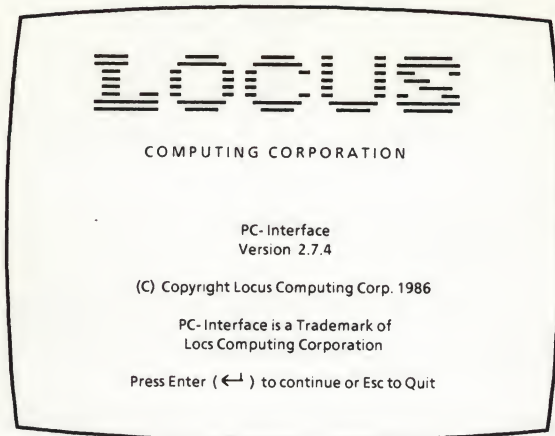 LOCUS
COMPUTING CORPORATION
PC-Interface
Version 2.7.4
(C) Copyright Locus Computing Corp. 1986
PC-Interface is a Trademark of
Locs Computing Corporation
Press Enter (↵) to continue or Esc to Quit